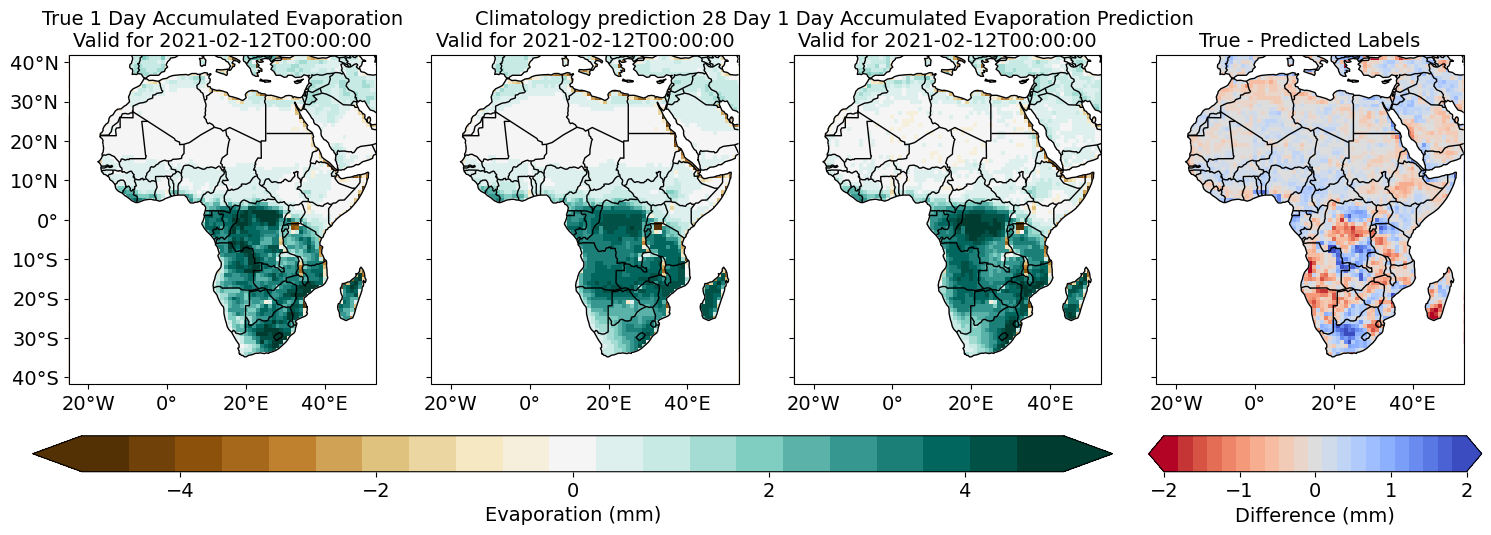 True 1 Day Accumulated Evaporation
Valid for 2021-02-12T00:00:00
Climatology prediction 28 Day 1 Day Accumulated Evaporation Prediction
Valid for 2021-02-12T00:00:00
Valid for 2021-02-12T00:00:00
True - Predicted Labels
40°N
30°N
20°N
10°N
0°
10°S
20°S
30°S
40°S
20°W 0° 20°E 40°E
20°W 0° 20°E 40°E
20°W 0° 20°E 40°E
20°W 0° 20°E 40°E
−4 −2 0 2 4
Evaporation (mm)
−2 −1 0 1 2
Difference (mm)